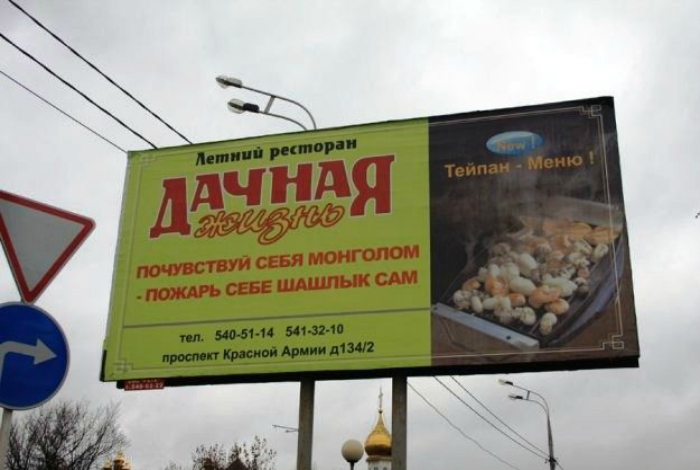 Летний ресторан
ДАЧНАЯ
жизнь
ПОЧУВСТВУЙ СЕБЯ МОНГОЛОМ
- ПОЖАРЬ СЕБЕ ШАШЛЫК САМ
тел. 540-51-14 541-32-10
проспект Красной Армии д134/2
New!
Тейпан - Меню !